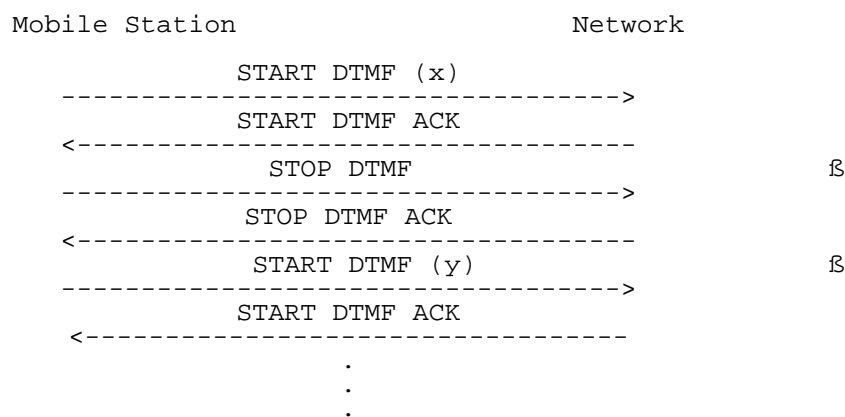 Mobile Station Network
START DTMF (x)
----------------------------------->
START DTMF ACK
<-----------------------------------
STOP DTMF ß
----------------------------------->
STOP DTMF ACK
<-----------------------------------
START DTMF (y) ß
----------------------------------->
START DTMF ACK
<----------------------------------
.
.
.